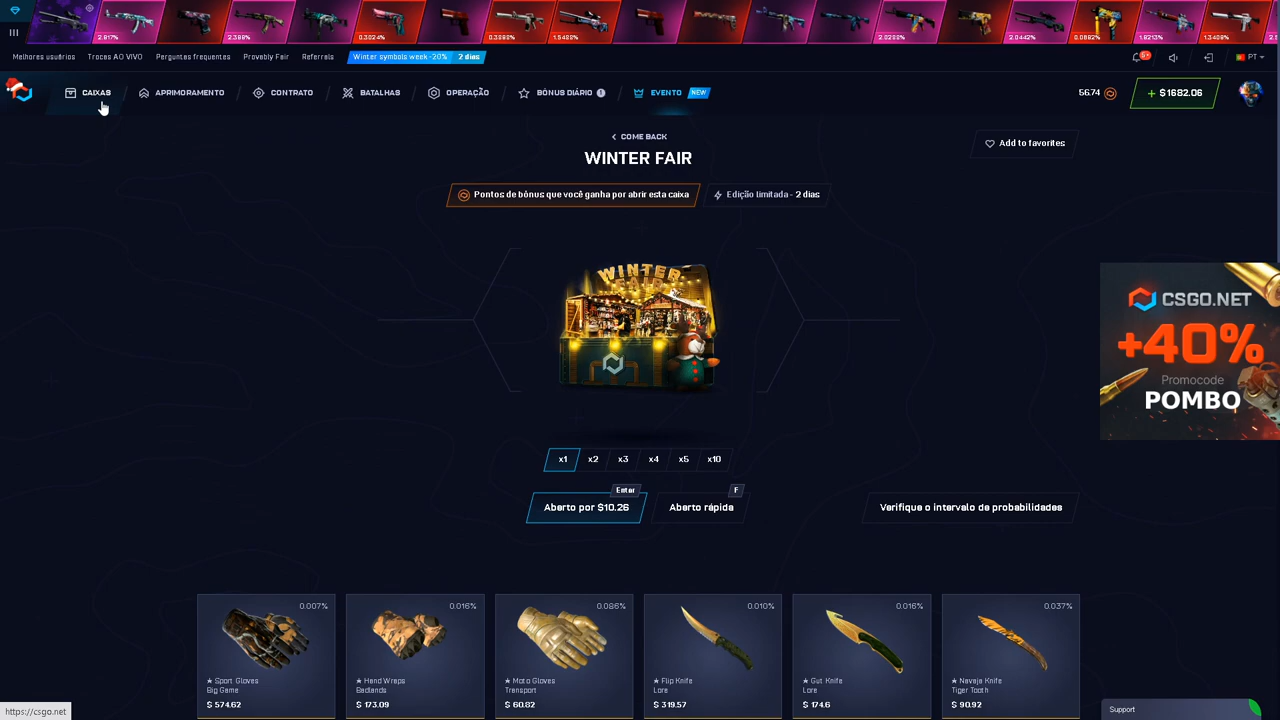 2.817%
2.398%
0.3024%
0.3882%
1.5486%
2.0288%
2.0442%
0.0882%
1.8213%
1.3408%
Melhores usuários
Trocas AO VIVO
Perguntas frequentes
Provably Fair
Referrals
Winter symbols week -20%
2 dias
5+
PT
CAIXAS
APRIMORAMENTO
CONTRATO
BATALHAS
OPERAÇÃO
BÔNUS DIÁRIO
EVENTO
NEW
56.74
+ $1682.06
COME BACK
WINTER FAIR
Add to favorites
Pontos de bônus que você ganha por abrir esta caixa
Edição limitada - 2 dias
WINTER
FAIR
CSGO.NET
+40%
Promocode
POMBO
x1
x2
x3
x4
x5
x10
Enter
F
Aberto por $10.26
Aberto rápida
Verifique o intervalo de probabilidades
0.007%
0.016%
0.086%
0.010%
0.016%
0.037%
★ Sport Gloves
Big Game
$ 574.62
★ Hand Wraps
Badlands
$ 173.09
★ Moto Gloves
Transport
$ 60.82
★ Flip Knife
Lore
$ 319.57
★ Gut Knife
Lore
$ 174.6
★ Navaja Knife
Tiger Tooth
$ 90.92
https://csgo.net
Support